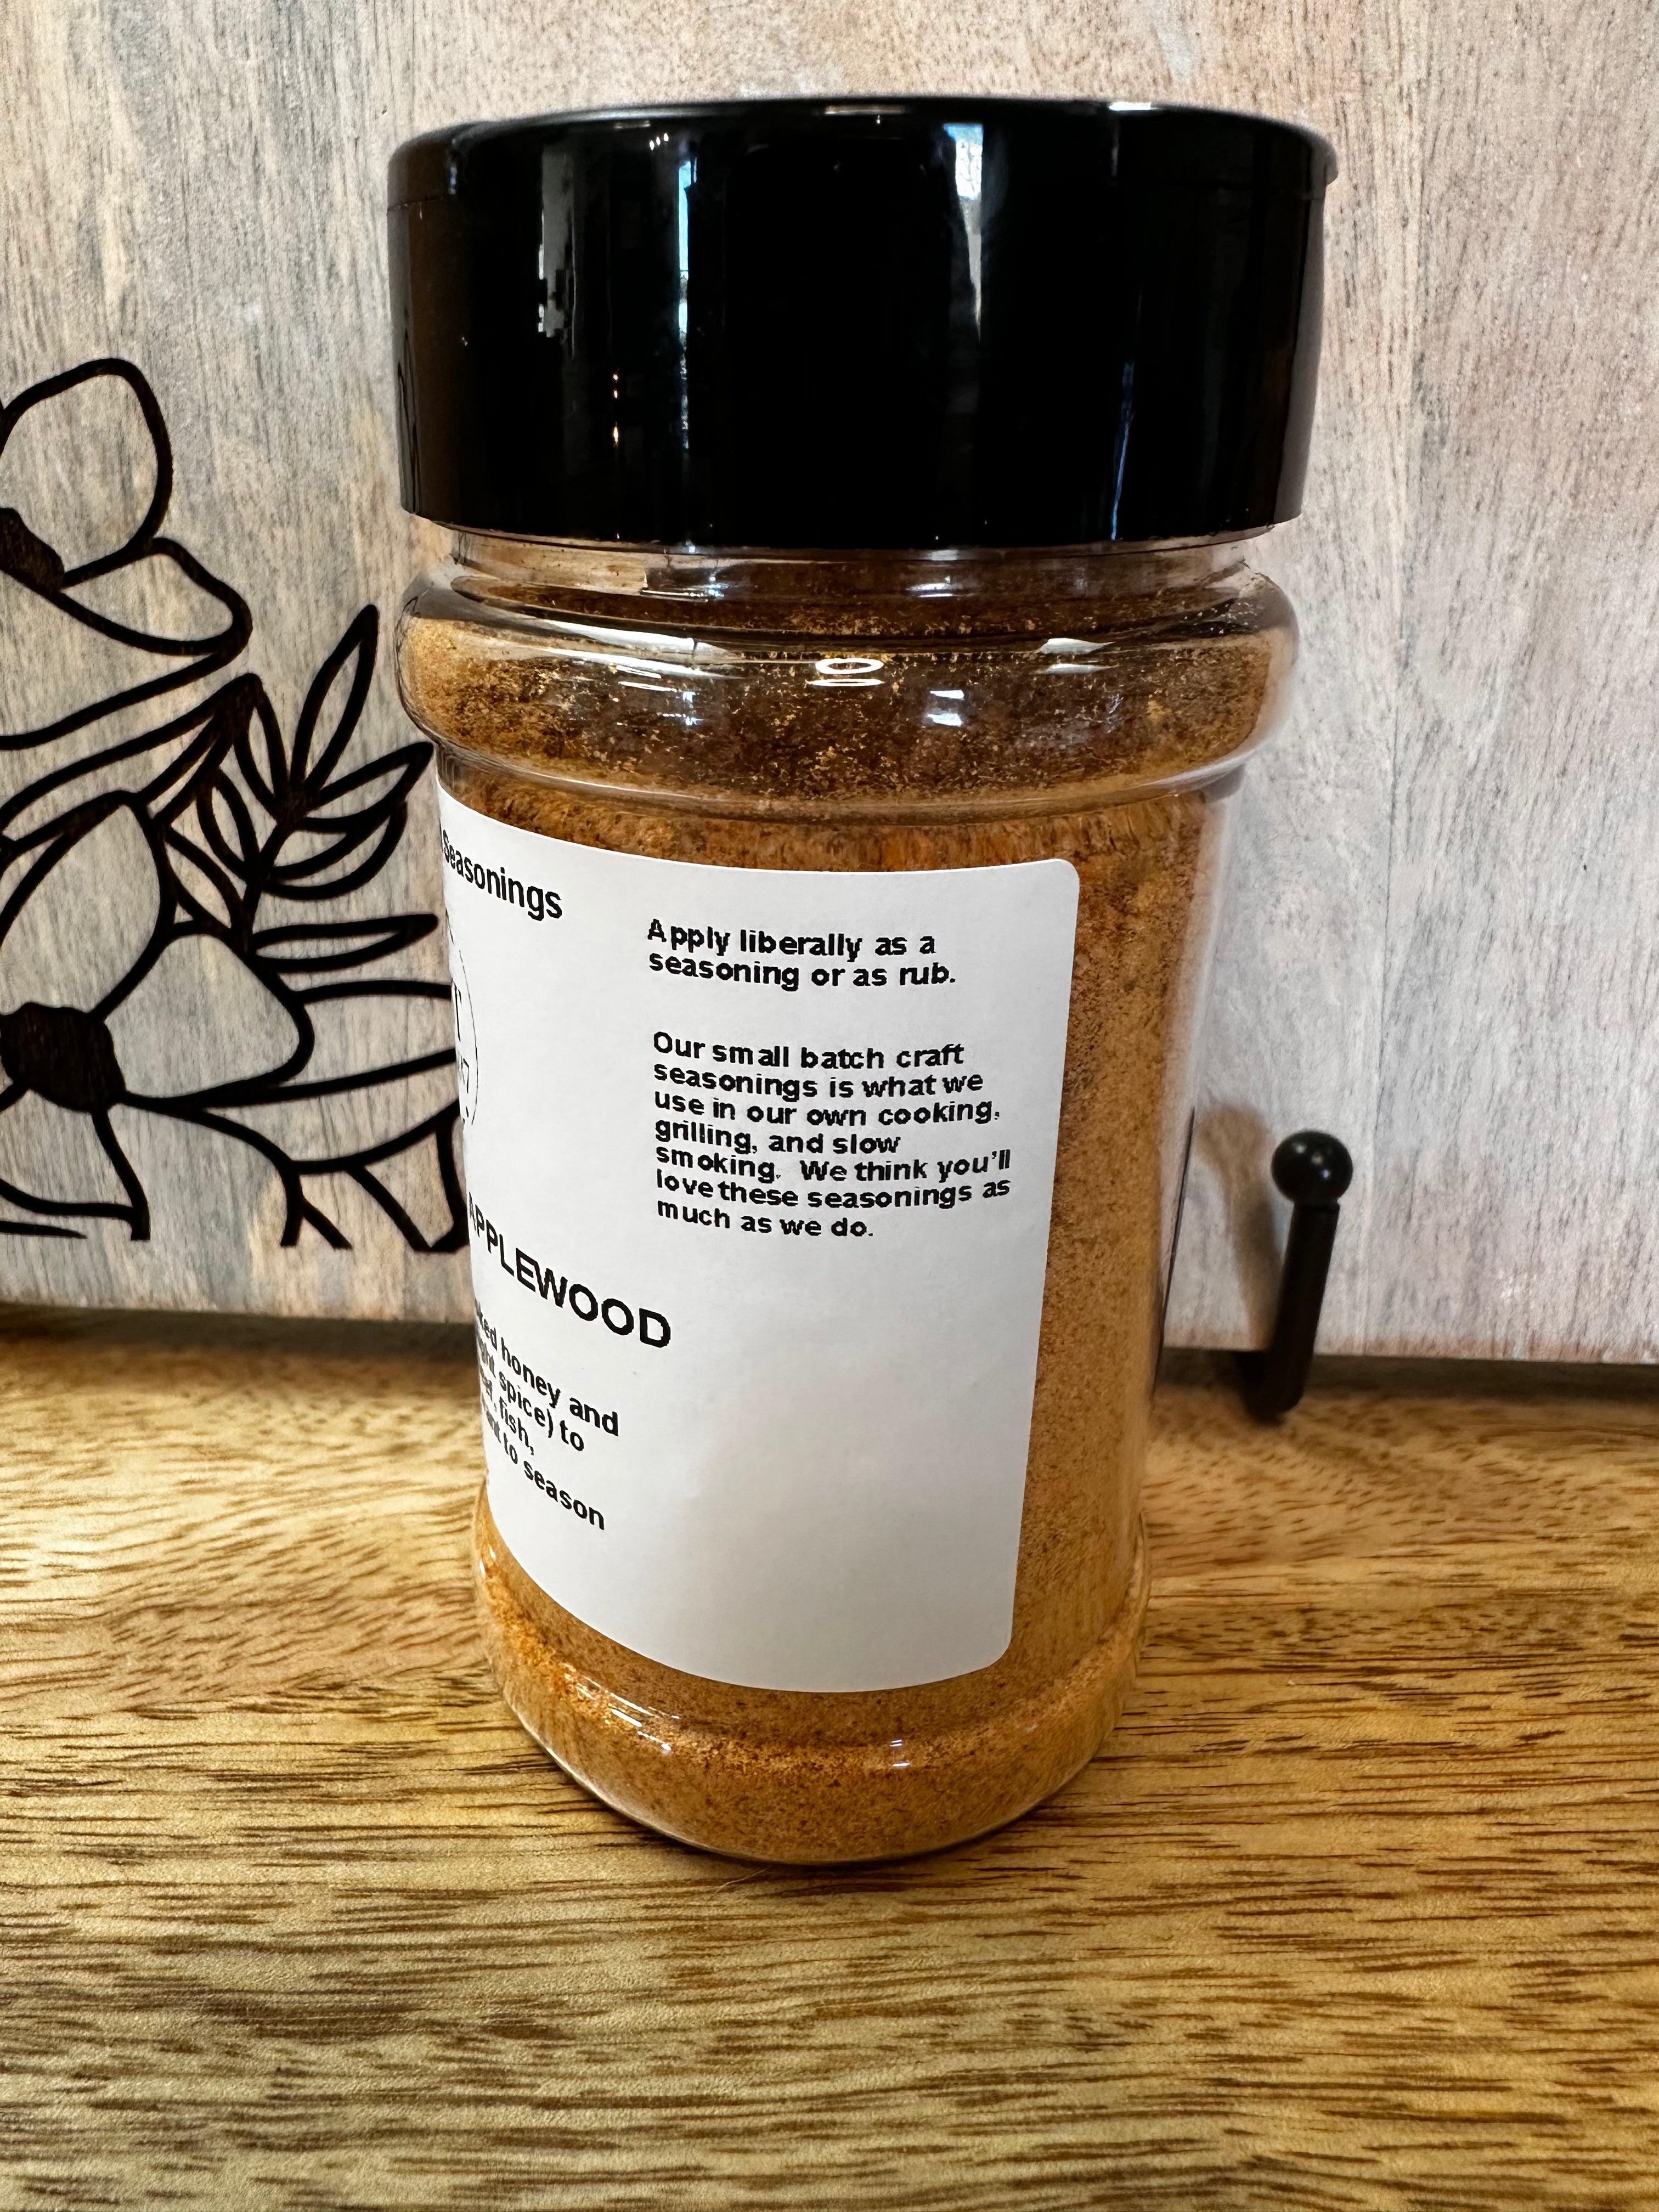 Seasonings
T
7
APPLEWOOD
honey and
spice) to
fish,
to season
Apply liberally as a
seasoning or as rub.
Our small batch craft
seasonings is what we
use in our own cooking,
grilling, and slow
smoking. We think you'll
love these seasonings as
much as we do.